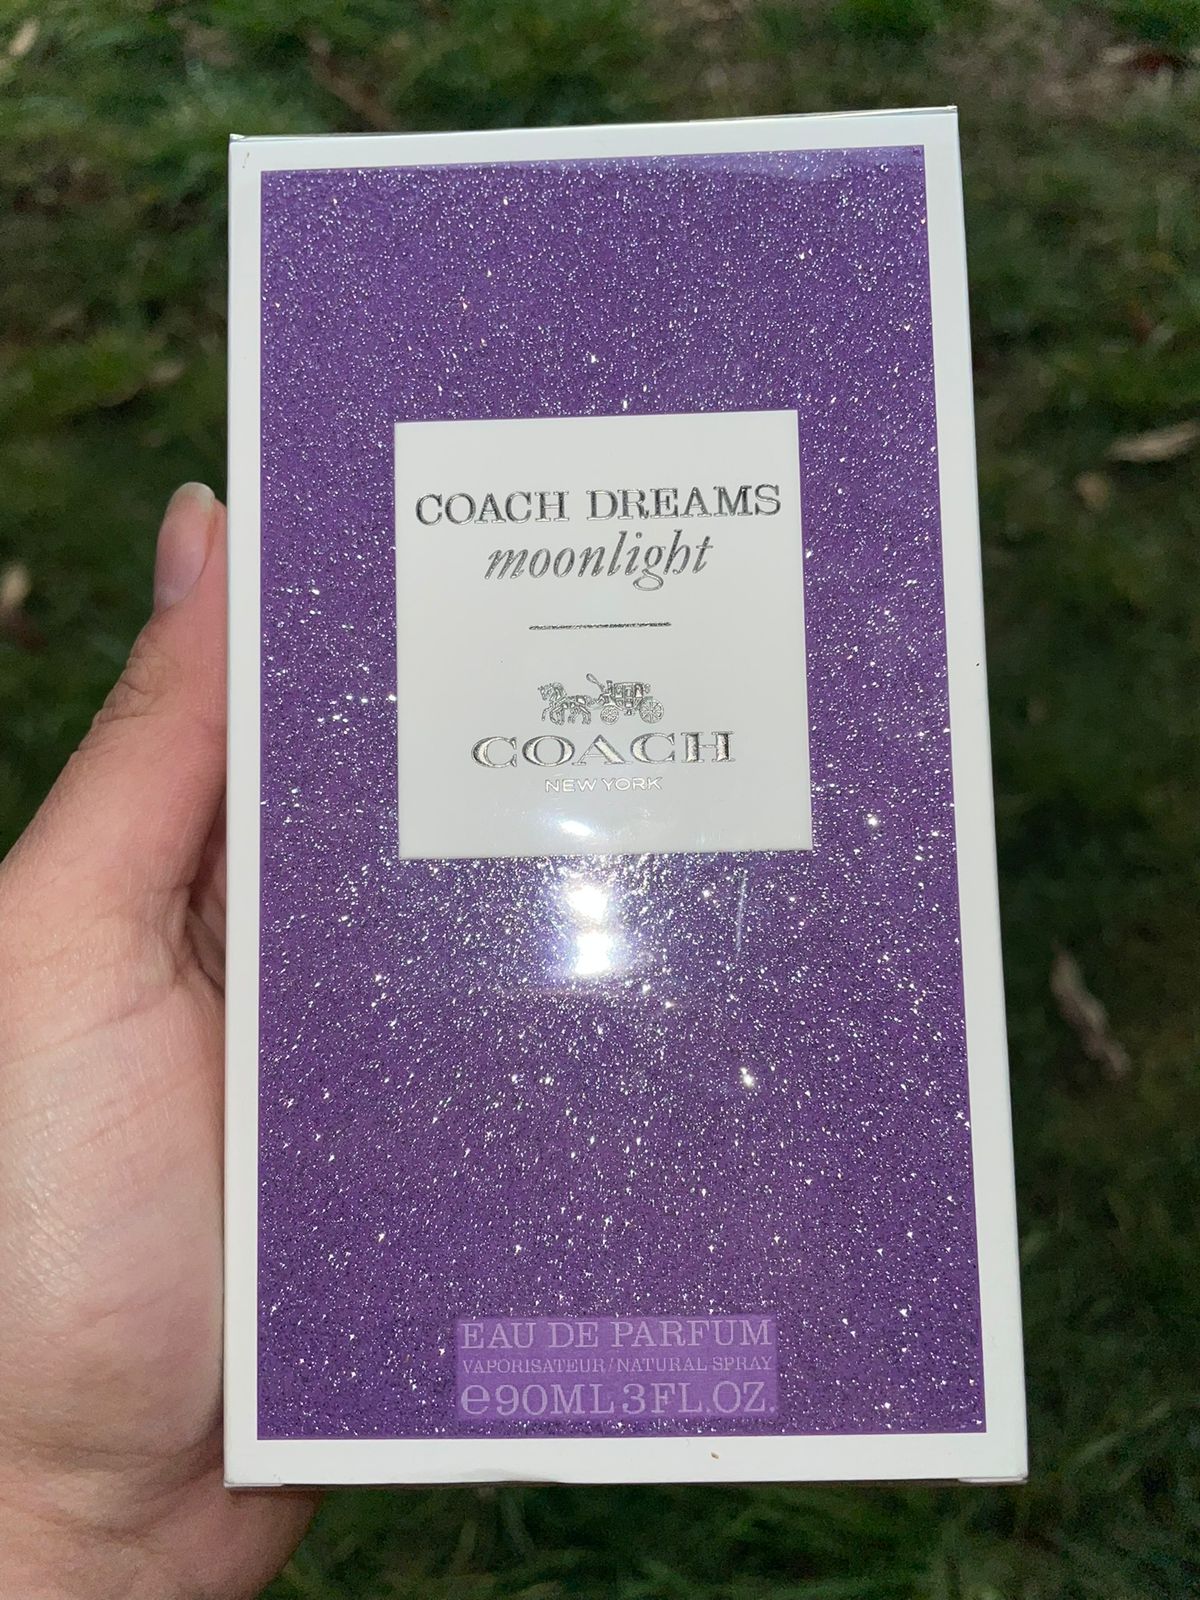 COACH DREAMS
moonlight
COACH
NEW YORK
EAU DE PARFUM
VAPORISATEUR/NATURAL SPRAY
℮90ML 3FL.OZ.